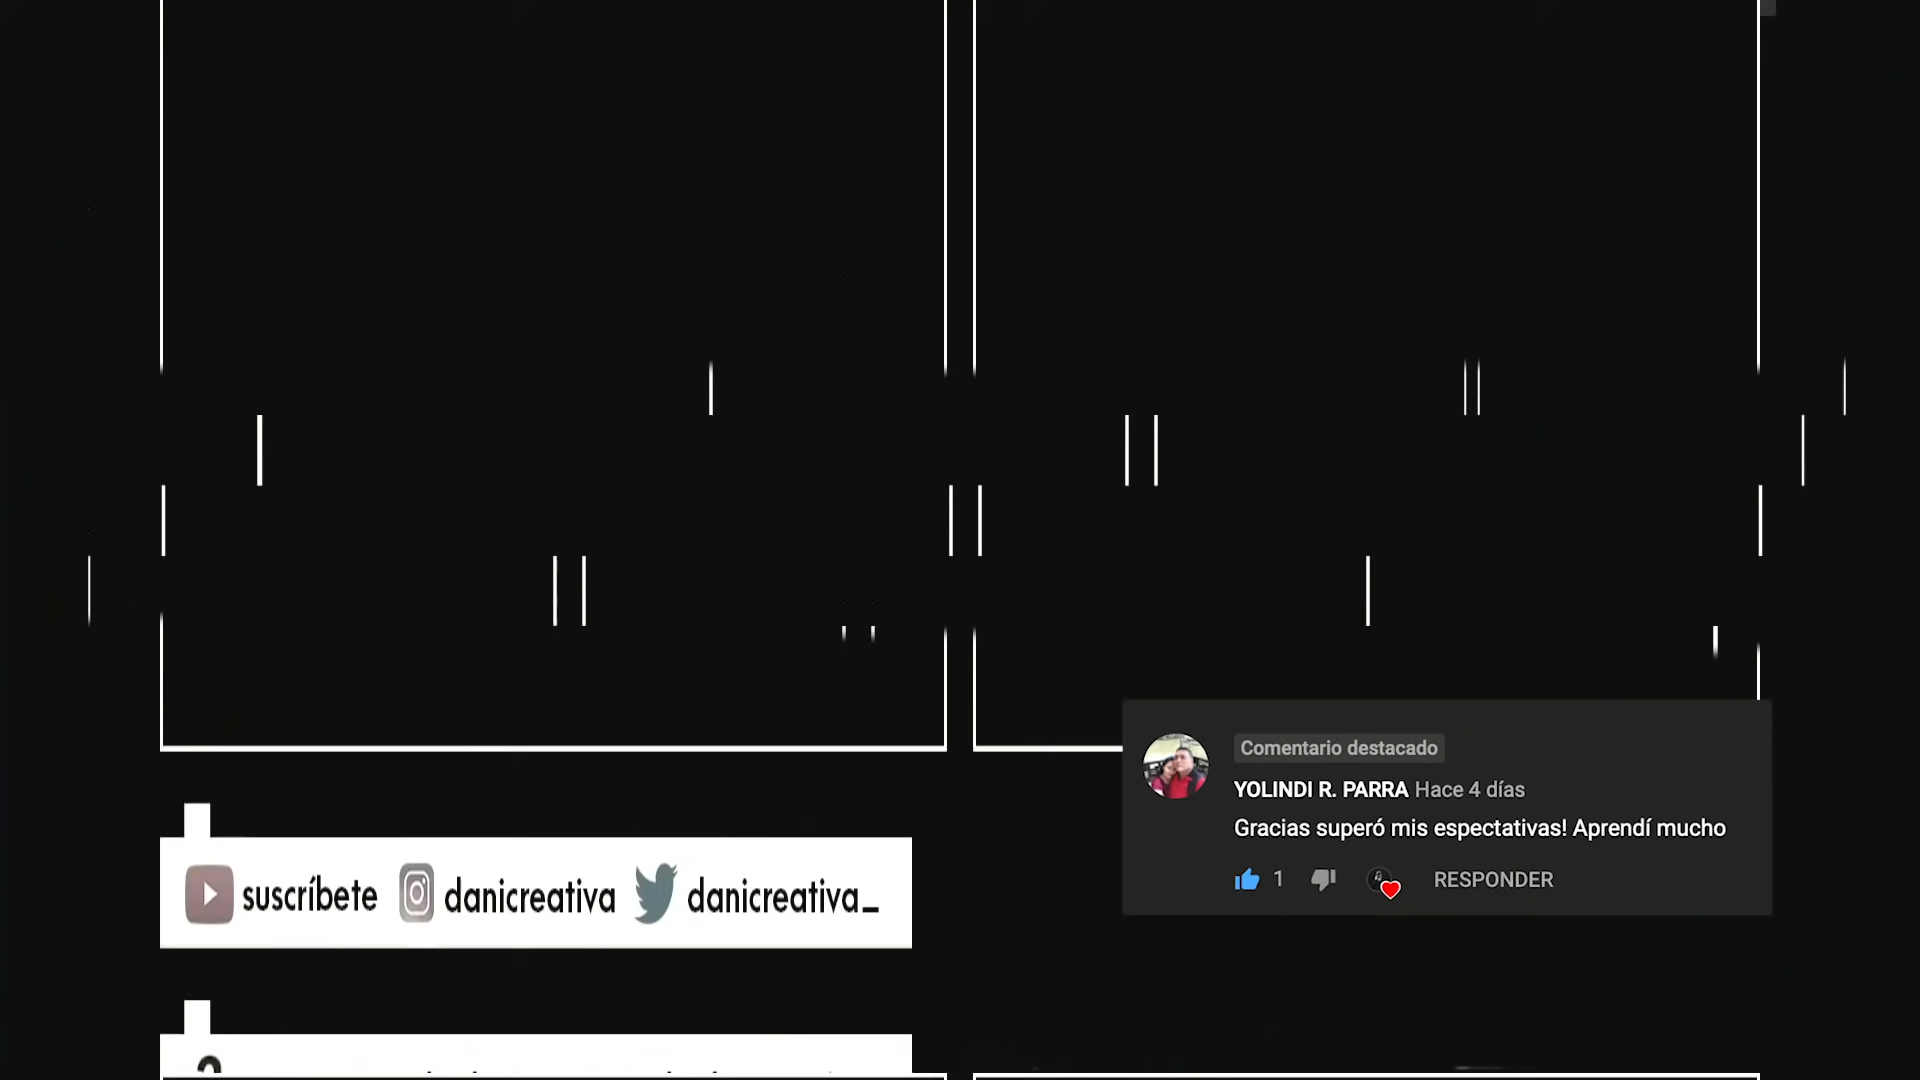 Comentario destacado
YOLINDI R. PARRA Hace 4 días
Gracias superó mis espectativas! Aprendí mucho
1 RESPONDER
suscríbete danicreativa danicreativa_